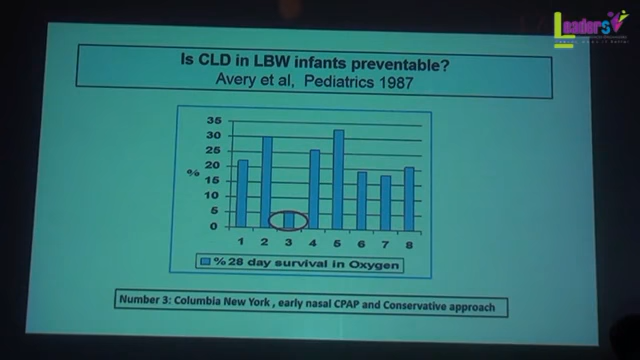 Leaders
Is CLD in LBW infants preventable?
Avery et al, Pediatrics 1987
35
30
25
20
15
10
5
0
%
1 2 3 4 5 6 7 8
% 28 day survival in Oxygen
Number 3: Columbia New York , early nasal CPAP and Conservative approach